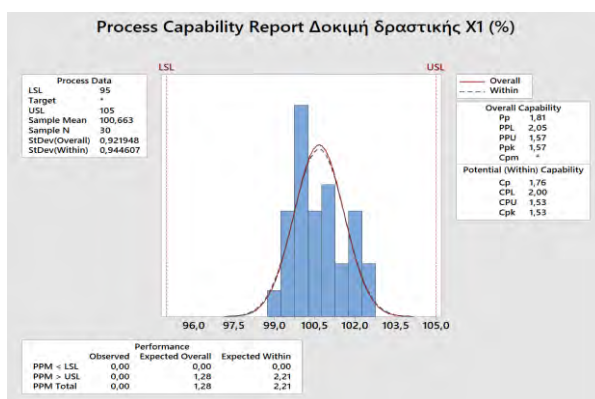 Process Capability Report Δοκιμή δραστικής X1 (%)
LSL USL
Process Data
LSL 95
Target *
USL 105
Sample Mean 100,663
Sample N 30
StDev(Overall) 0,921948
StDev(Within) 0,944607
Overall
Within
Overall Capability
Pp 1,81
PPL 2,05
PPU 1,57
Ppk 1,57
Cpm *
Potential (Within) Capability
Cp 1,76
CPL 2,00
CPU 1,53
Cpk 1,53
96,0 97,5 99,0 100,5 102,0 103,5 105,0
Performance
Observed Expected Overall Expected Within
PPM < LSL 0,00 0,00 0,00
PPM > USL 0,00 1,28 2,21
PPM Total 0,00 1,28 2,21